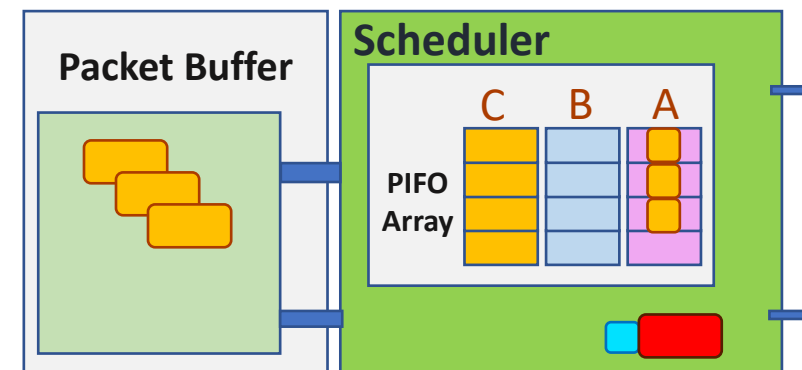 Packet Buffer
Scheduler
C B A
PIFO
Array